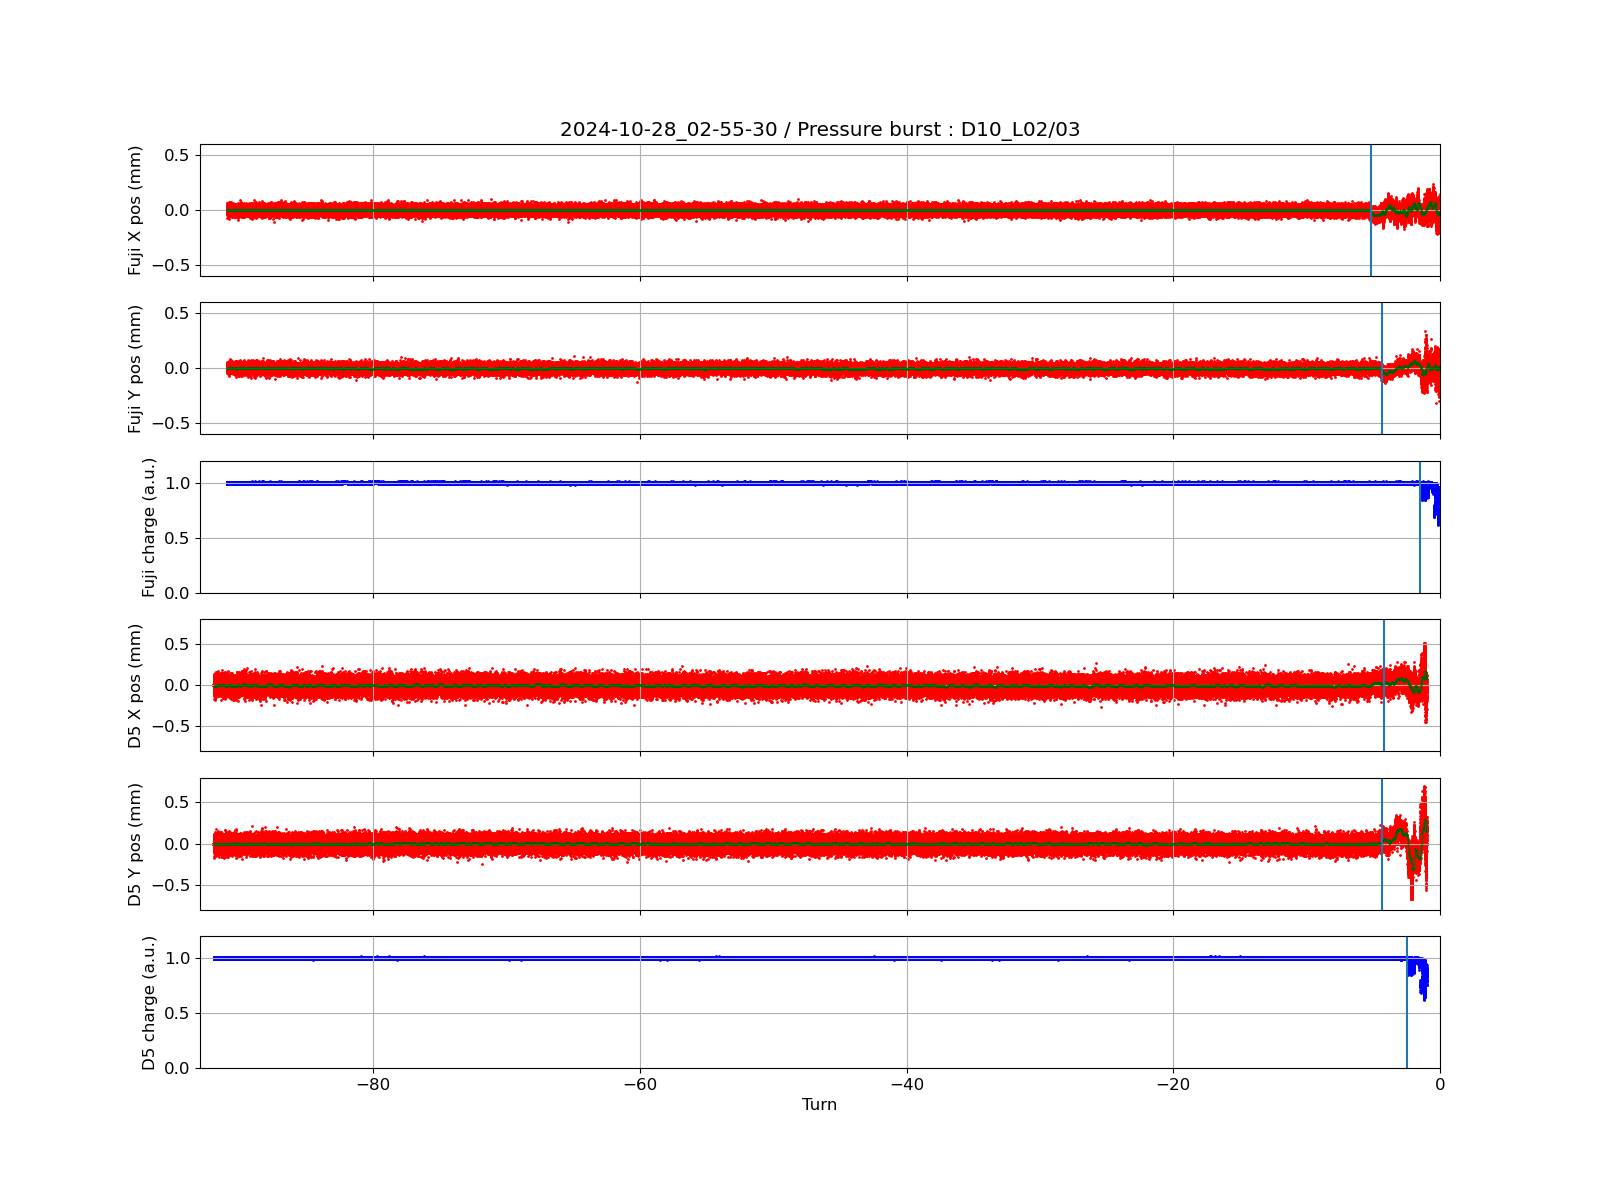 2024-10-28_02-55-30 / Pressure burst : D10_L02/03
Fuji X pos (mm)
0.5
0.0
−0.5
Fuji Y pos (mm)
0.5
0.0
−0.5
Fuji charge (a.u.)
1.0
0.5
0.0
D5 X pos (mm)
0.5
0.0
−0.5
D5 Y pos (mm)
0.5
0.0
−0.5
D5 charge (a.u.)
1.0
0.5
0.0
−80 −60 −40 −20 0
Turn